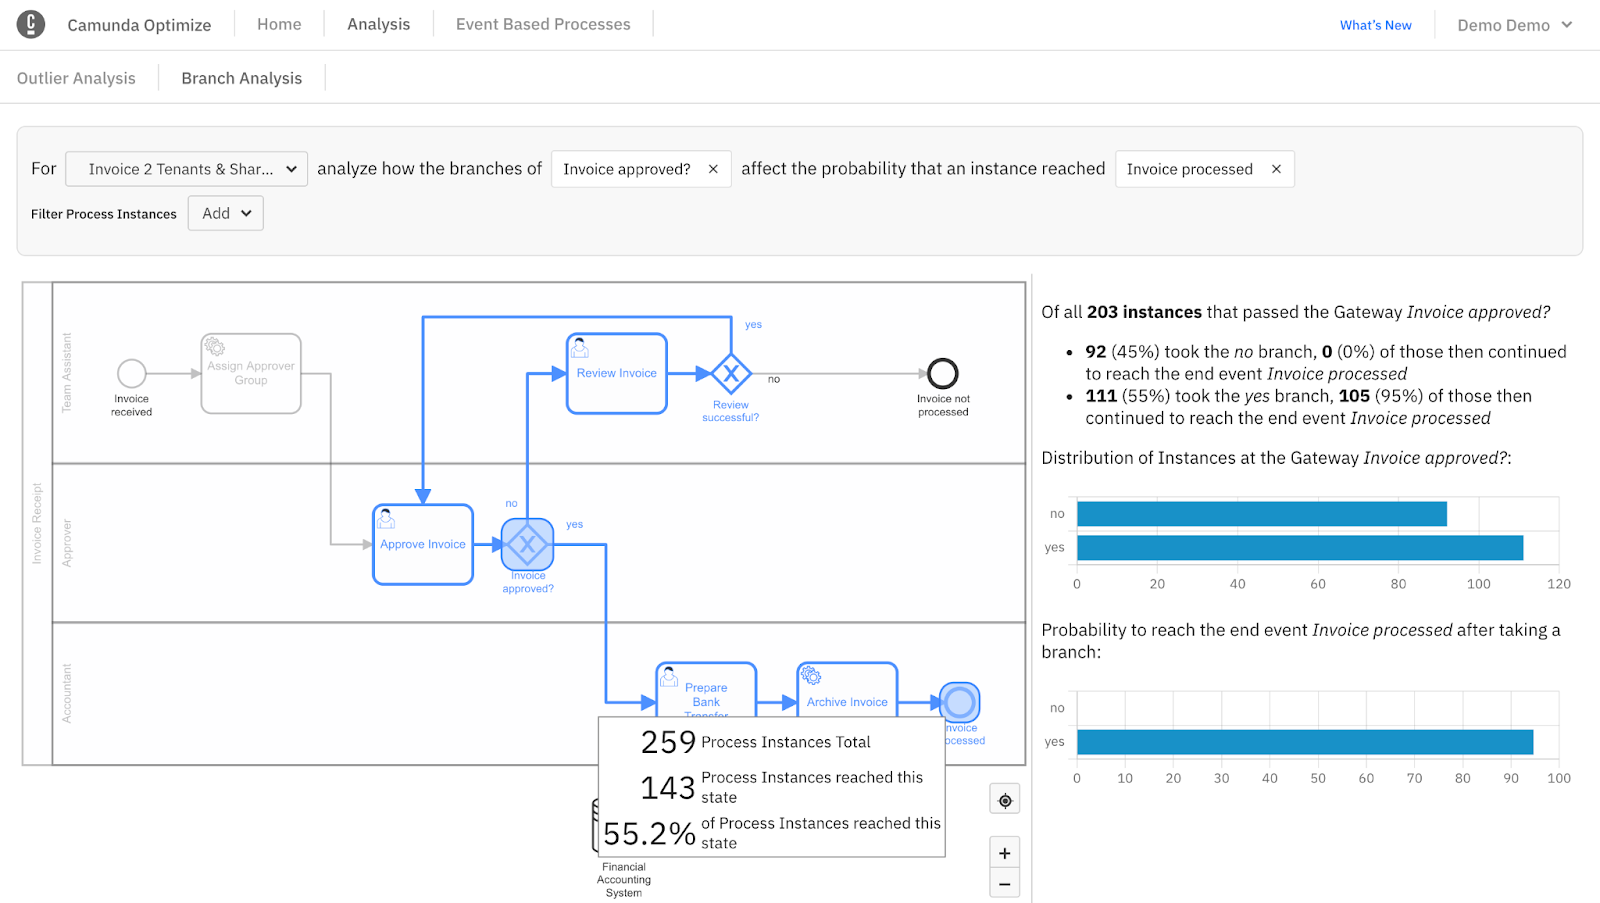 Camunda Optimize
Home
Analysis
Event Based Processes
What's New
Demo Demo
Outlier Analysis
Branch Analysis
For Invoice 2 Tenants & Shar... analyze how the branches of Invoice approved? × affect the probability that an instance reached Invoice processed ×
Filter Process Instances Add
Invoice Receipt
Team Assistant
Invoice
received
Assign Approver
Group
Review Invoice
yes
no
Review
successful?
Invoice not
processed
Approver
Approve Invoice
no
yes
Invoice
approved?
Accountant
Prepare
Bank
Transfer
Archive Invoice
nvoice
ocessed
259 Process Instances Total
143 Process Instances reached this
state
55.2% of Process Instances reached this
state
Financial
Accounting
System
+
−
Of all 203 instances that passed the Gateway Invoice approved?
• 92 (45%) took the no branch, 0 (0%) of those then continued
to reach the end event Invoice processed
• 111 (55%) took the yes branch, 105 (95%) of those then
continued to reach the end event Invoice processed
Distribution of Instances at the Gateway Invoice approved?:
no
yes
0 20 40 60 80 100 120
Probability to reach the end event Invoice processed after taking a
branch:
no
yes
0 10 20 30 40 50 60 70 80 90 100